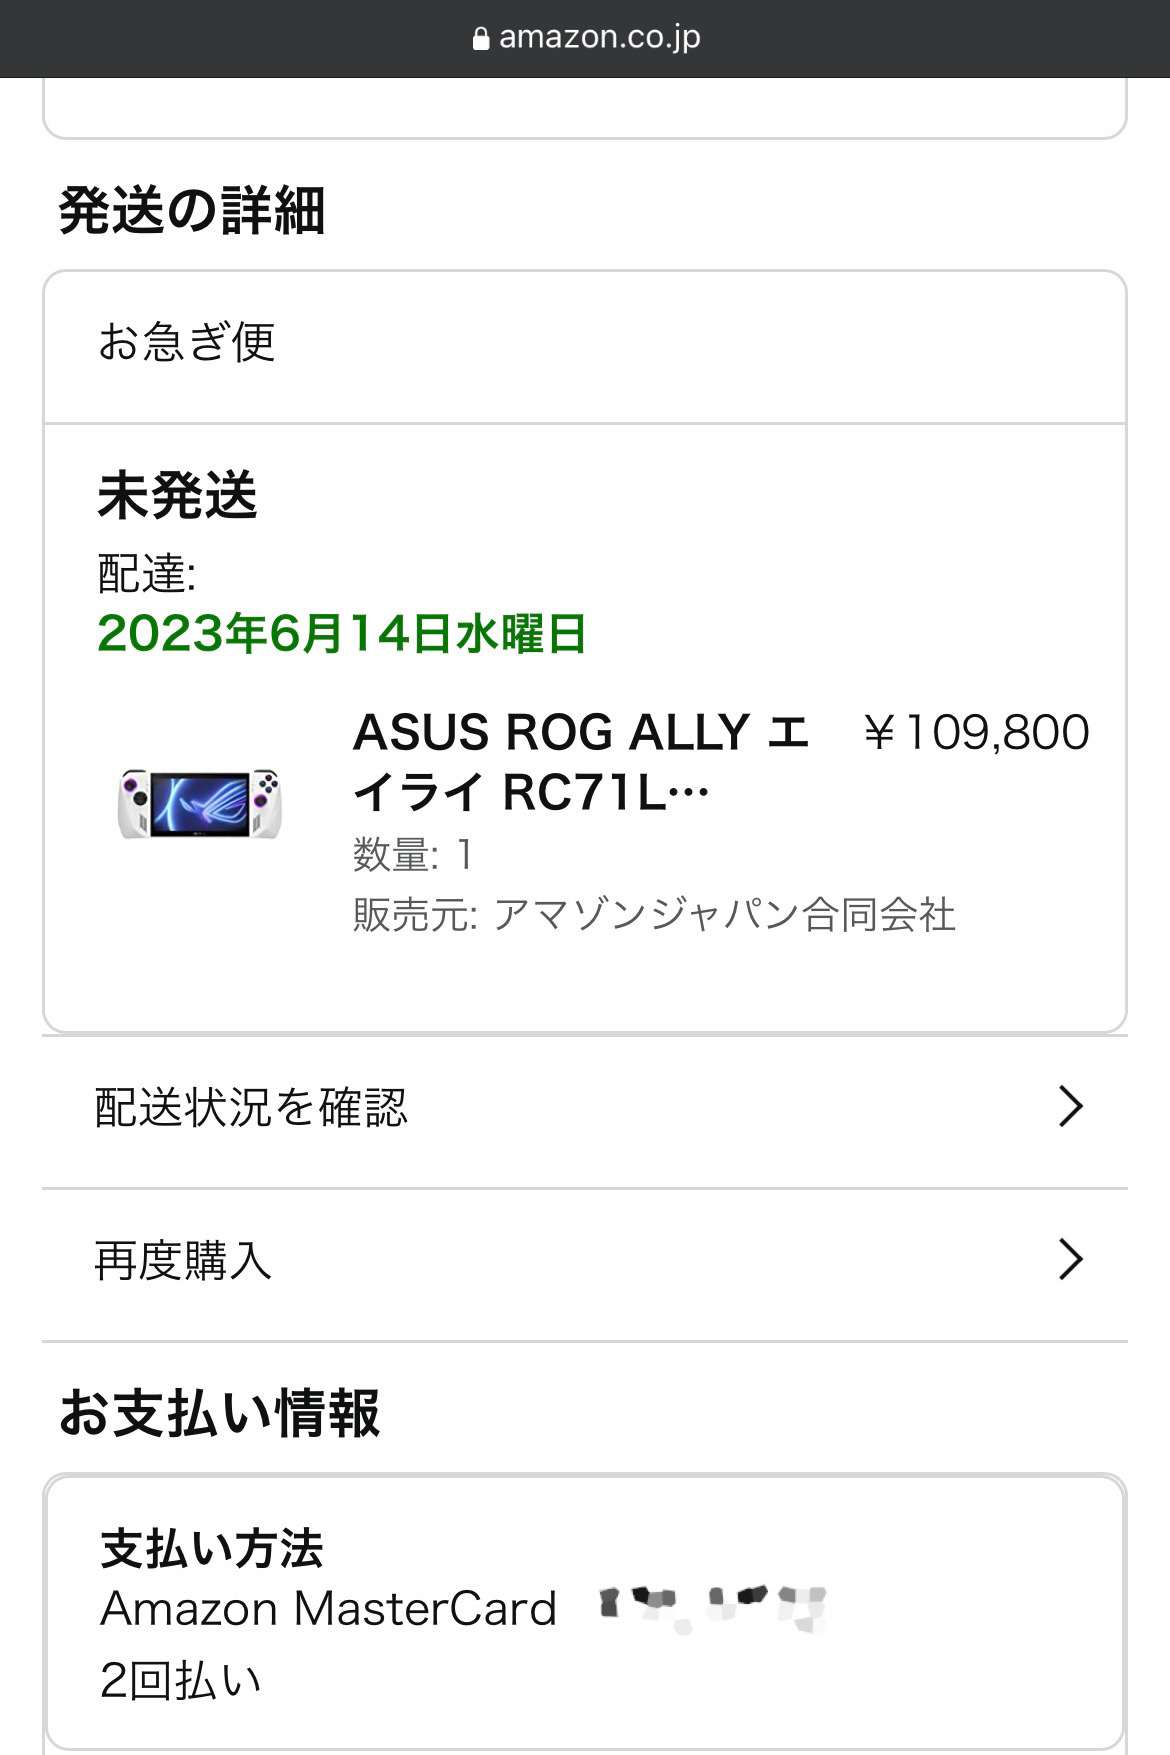 amazon.co.jp
発送の詳細
お急ぎ便
未発送
配達:
2023年6月14日水曜日
ASUS ROG ALLY エ ￥109,800
イライ RC71L…
数量: 1
販売元: アマゾンジャパン合同会社
配送状況を確認
再度購入
お支払い情報
支払い方法
Amazon MasterCard
2回払い